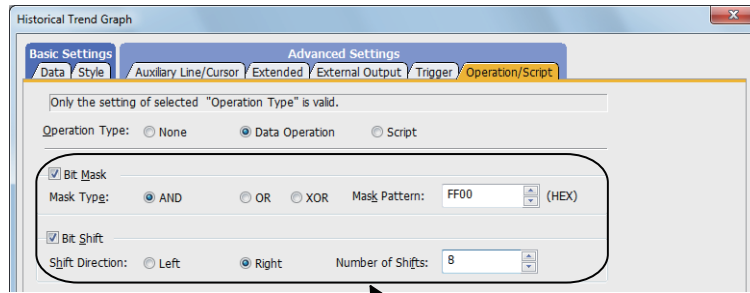 Historical Trend Graph
x
Basic Settings Advanced Settings
Data Style Auxiliary Line/Cursor Extended External Output Trigger Operation/Script
Only the setting of selected "Operation Type" is valid.
Operation Type: None Data Operation Script
Bit Mask
Mask Type: AND OR XOR Mask Pattern: FF00 (HEX)
Bit Shift
Shift Direction: Left Right Number of Shifts: 8